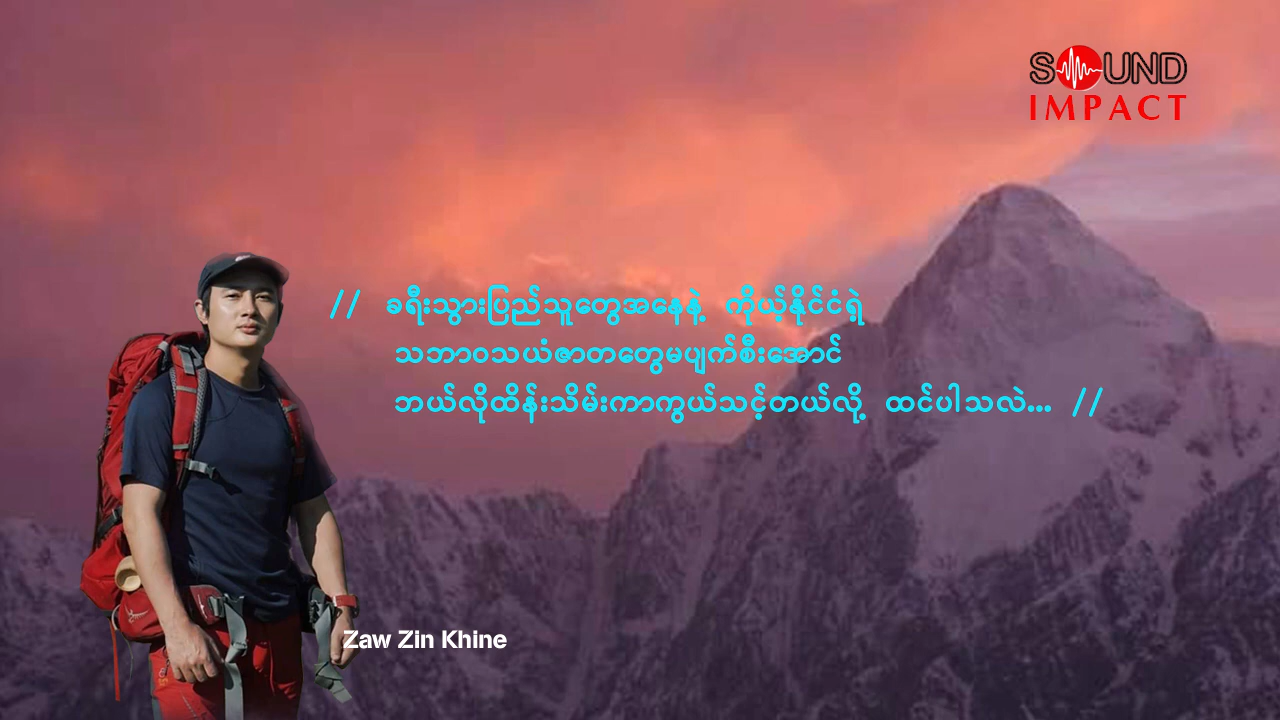 SOUND
IMPACT
// ခရီးသွားပြည်သူတွေအနေနဲ့ ကိုယ့်နိုင်ငံရဲ့
သဘာဝသယံဇာတတွေမပျက်စီးအောင်
ဘယ်လိုထိန်းသိမ်းကာကွယ်သင့်တယ်လို့ ထင်ပါသလဲ... //
Zaw Zin Khine